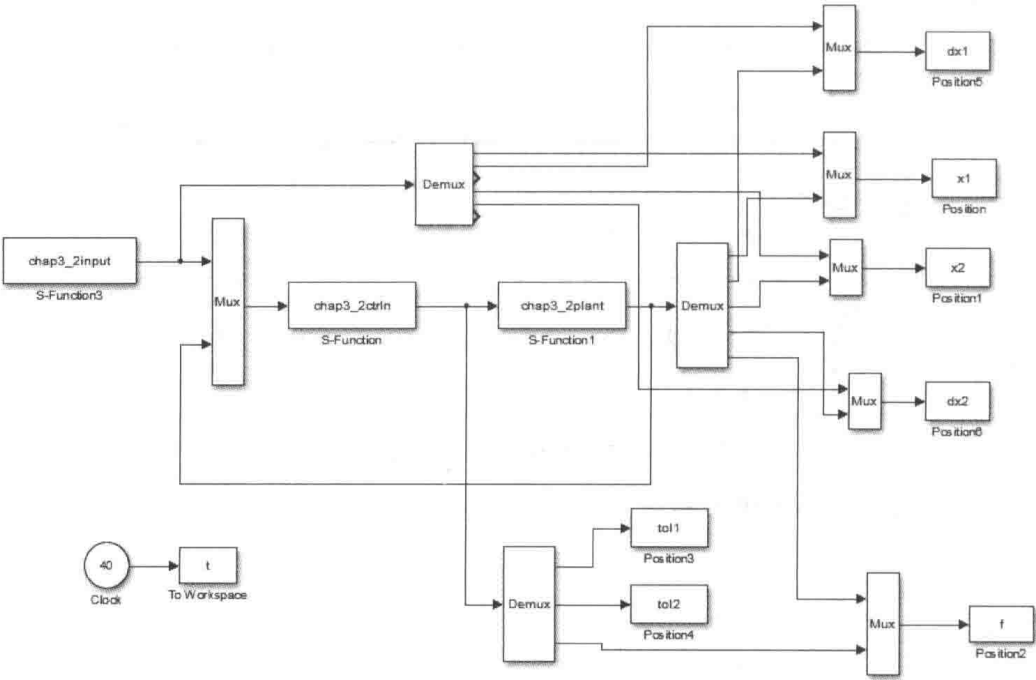 Mux
dx1
Position5
Mux
x1
Position
Demux
chap3_2input
S-Function3
Mux
chap3_2ctrln
S-Function
chap3_2plant
S-Function1
Demux
Mux
x2
Position1
Mux
dx2
Position6
40
Clock
t
To Workspace
Demux
tol1
Position3
tol2
Position4
Mux
f
Position2